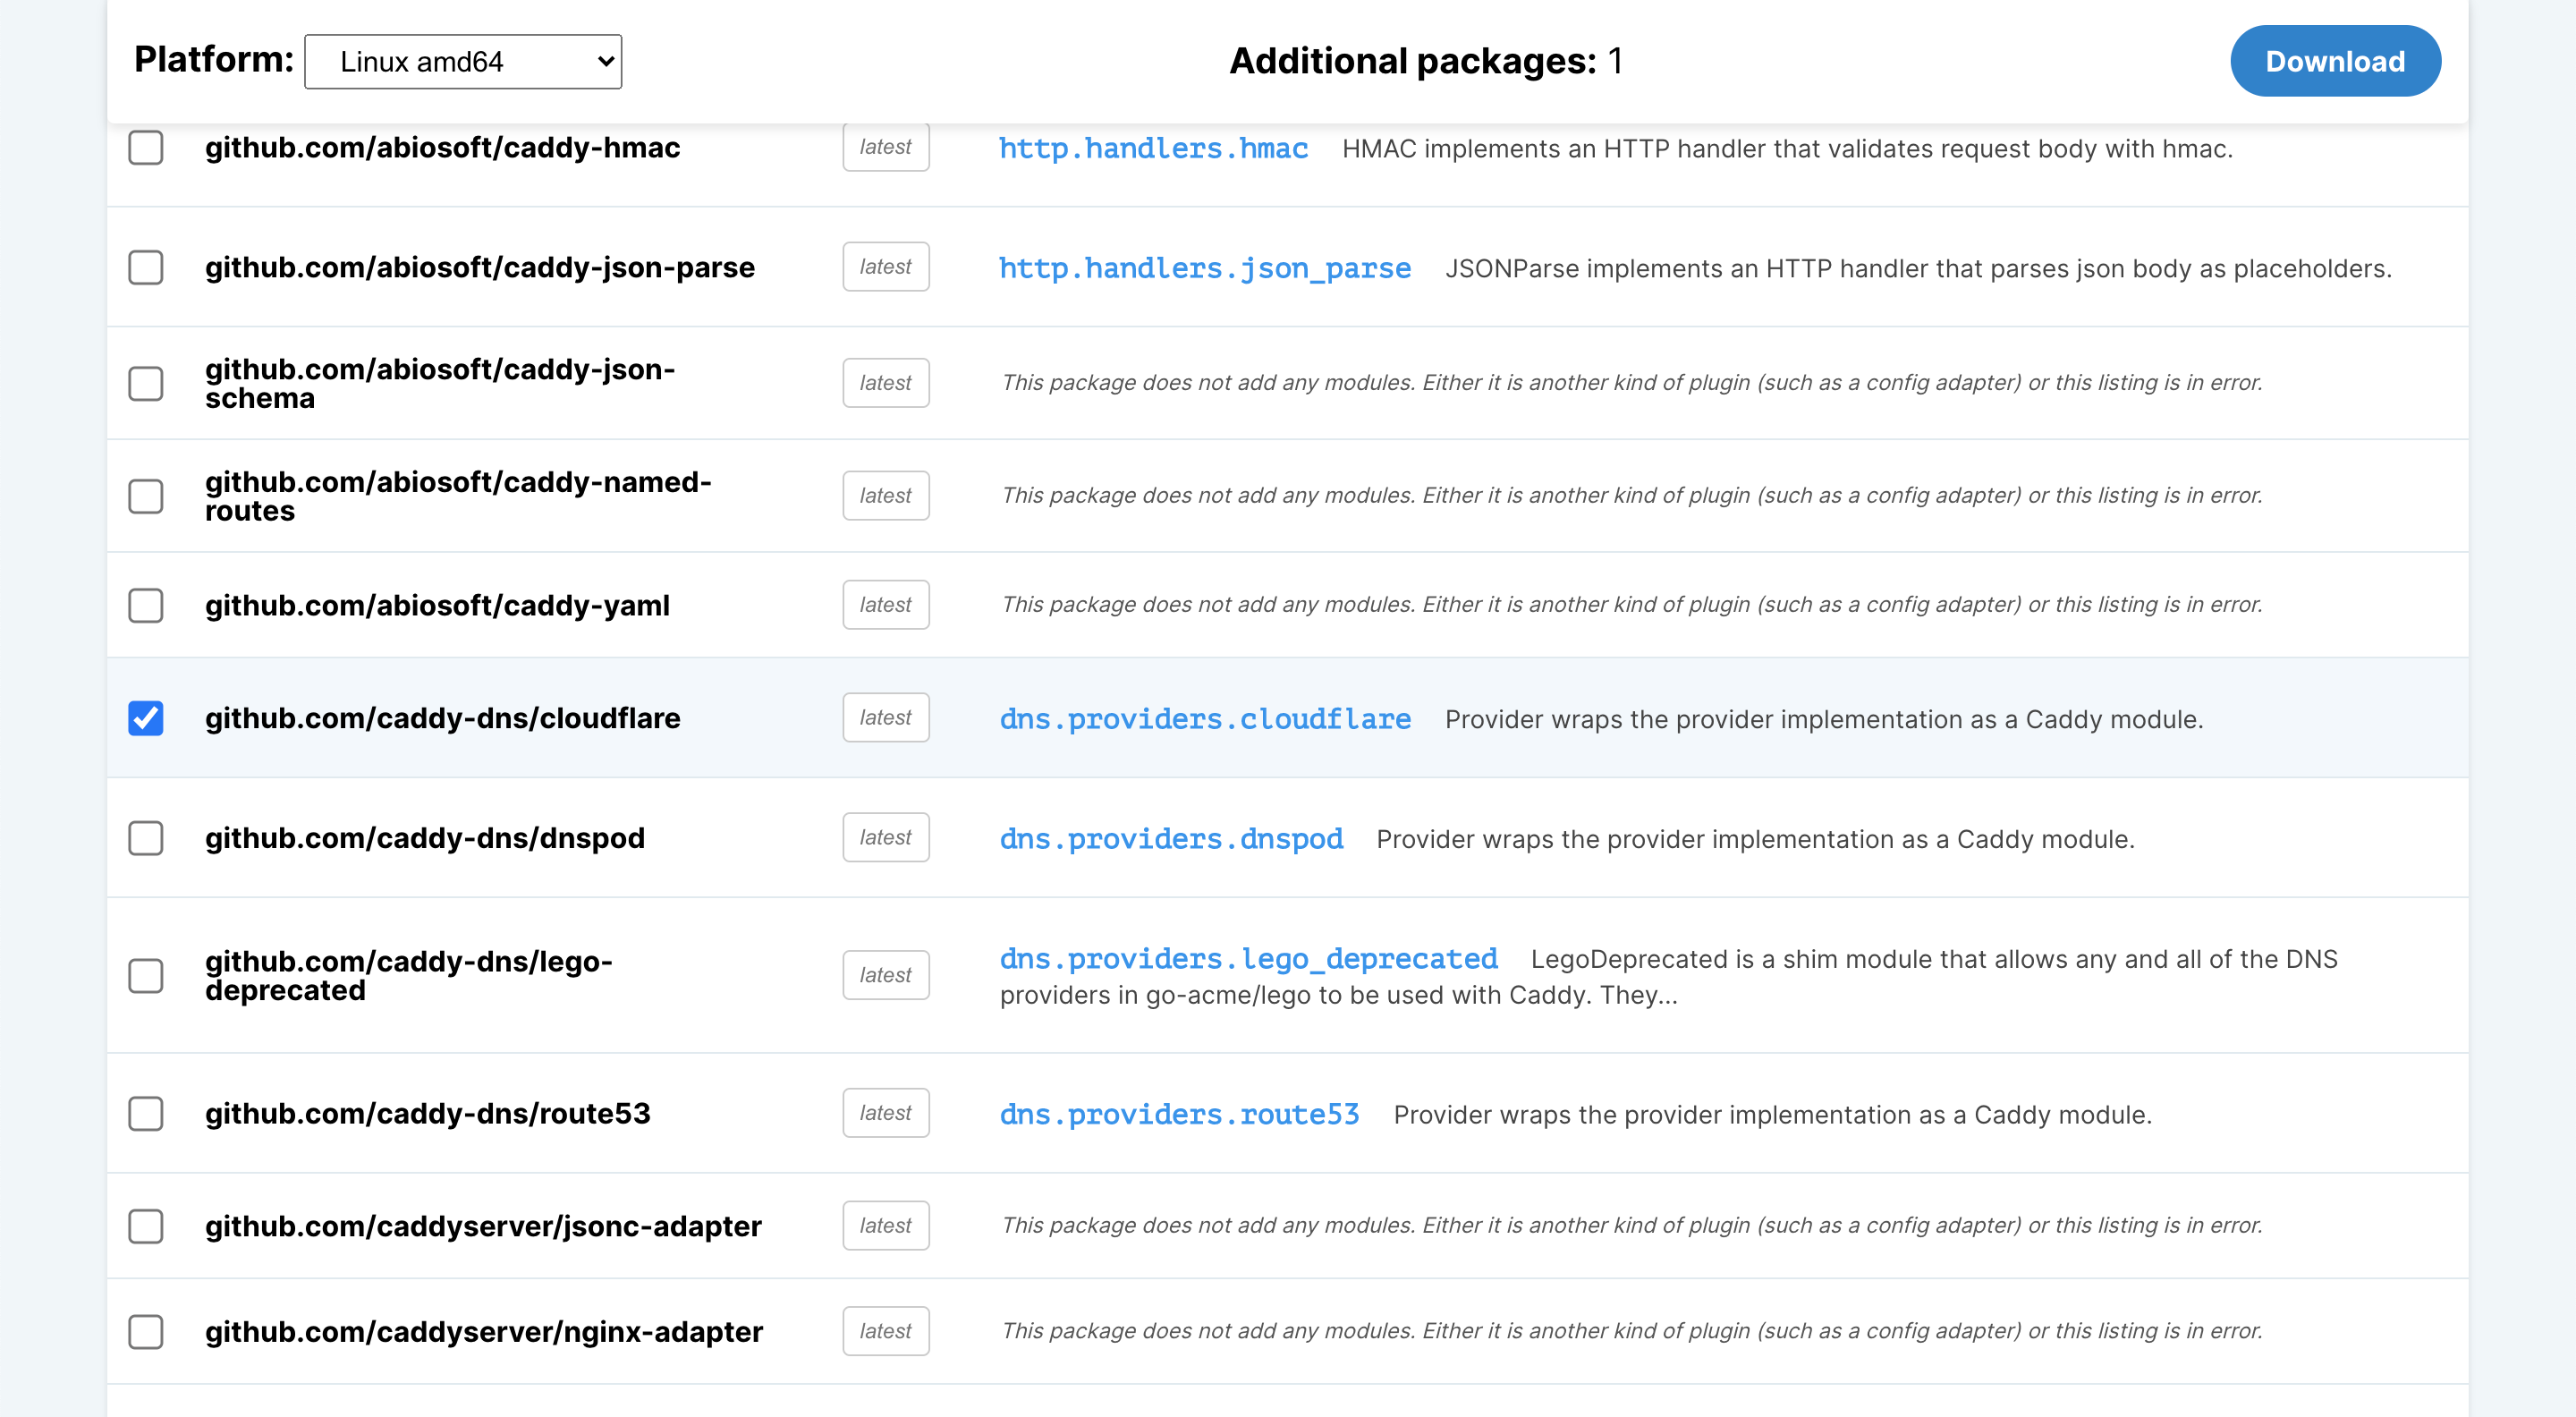 Platform: Linux amd64 Additional packages: 1 Download
github.com/abiosoft/caddy-hmac latest http.handlers.hmac HMAC implements an HTTP handler that validates request body with hmac.
github.com/abiosoft/caddy-json-parse latest http.handlers.json_parse JSONParse implements an HTTP handler that parses json body as placeholders.
github.com/abiosoft/caddy-json-
schema
latest This package does not add any modules. Either it is another kind of plugin (such as a config adapter) or this listing is in error.
github.com/abiosoft/caddy-named-
routes
latest This package does not add any modules. Either it is another kind of plugin (such as a config adapter) or this listing is in error.
github.com/abiosoft/caddy-yaml latest This package does not add any modules. Either it is another kind of plugin (such as a config adapter) or this listing is in error.
github.com/caddy-dns/cloudflare latest dns.providers.cloudflare Provider wraps the provider implementation as a Caddy module.
github.com/caddy-dns/dnspod latest dns.providers.dnspod Provider wraps the provider implementation as a Caddy module.
github.com/caddy-dns/lego-
deprecated
latest dns.providers.lego_deprecated LegoDeprecated is a shim module that allows any and all of the DNS
providers in go-acme/lego to be used with Caddy. They...
github.com/caddy-dns/route53 latest dns.providers.route53 Provider wraps the provider implementation as a Caddy module.
github.com/caddyserver/jsonc-adapter latest This package does not add any modules. Either it is another kind of plugin (such as a config adapter) or this listing is in error.
github.com/caddyserver/nginx-adapter latest This package does not add any modules. Either it is another kind of plugin (such as a config adapter) or this listing is in error.